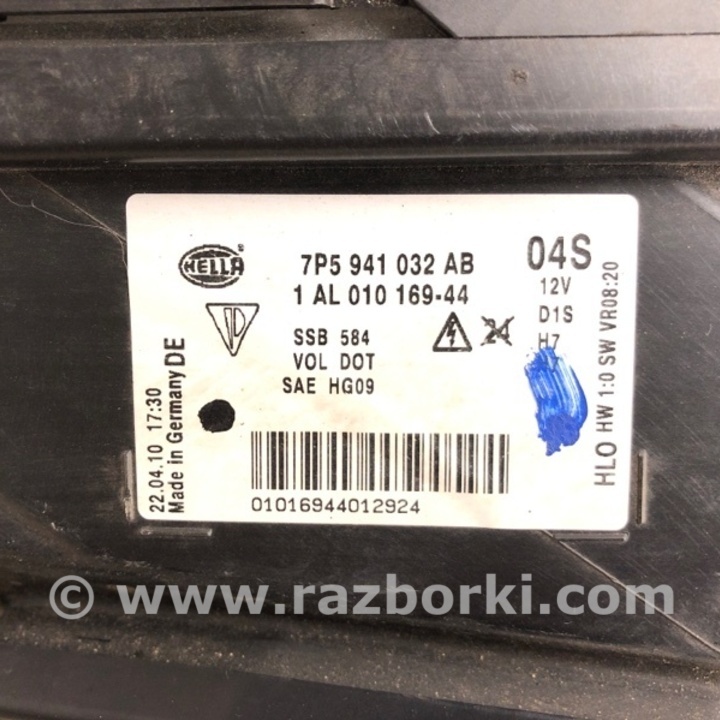 HELLA ®
7P5 941 032 AB
1 AL 010 169-44
04S
12V
D1S
H7
SSB 584
VOL DOT
SAE HG09
24
22.04.10 17:30
Made in Germany DE
HLO HW 1:0 SW VR08:20
01016944012924
© www.razborki.com